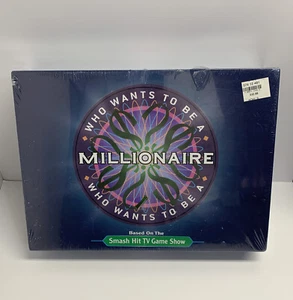 WHO WANTS TO BE A
MILLIONAIRE
WHO WANTS TO BE A
Based On The
Smash Hit TV Game Show